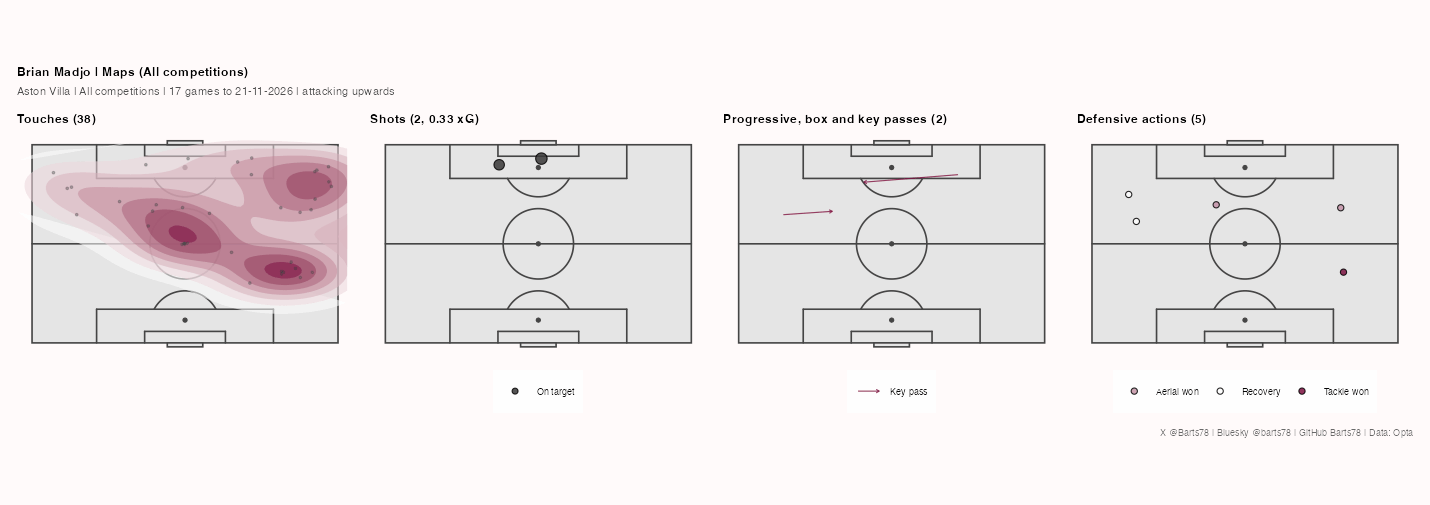 Brian Madjo | Maps (All competitions)
Aston Villa | All competitions | 17 games to 21-11-2026 | attacking upwards
Touches (38)
Shots (2, 0.33 xG)
Progressive, box and key passes (2)
Defensive actions (5)
On target
Key pass
Aerial won
Recovery
Tackle won
X @Barts78 | Bluesky @barts78 | GitHub Barts78 | Data: Opta